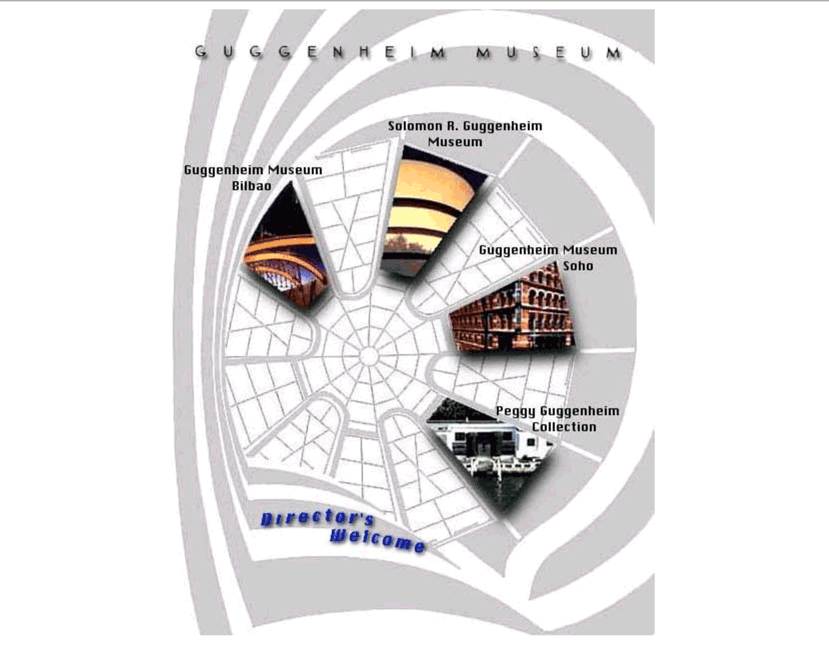 GUGGENHEIM MUSEUM
Solomon R. Guggenheim
Museum
Guggenheim Museum
Bilbao
Guggenheim Museum
Soho
Peggy Guggenheim
Collection
Director's
Welcome